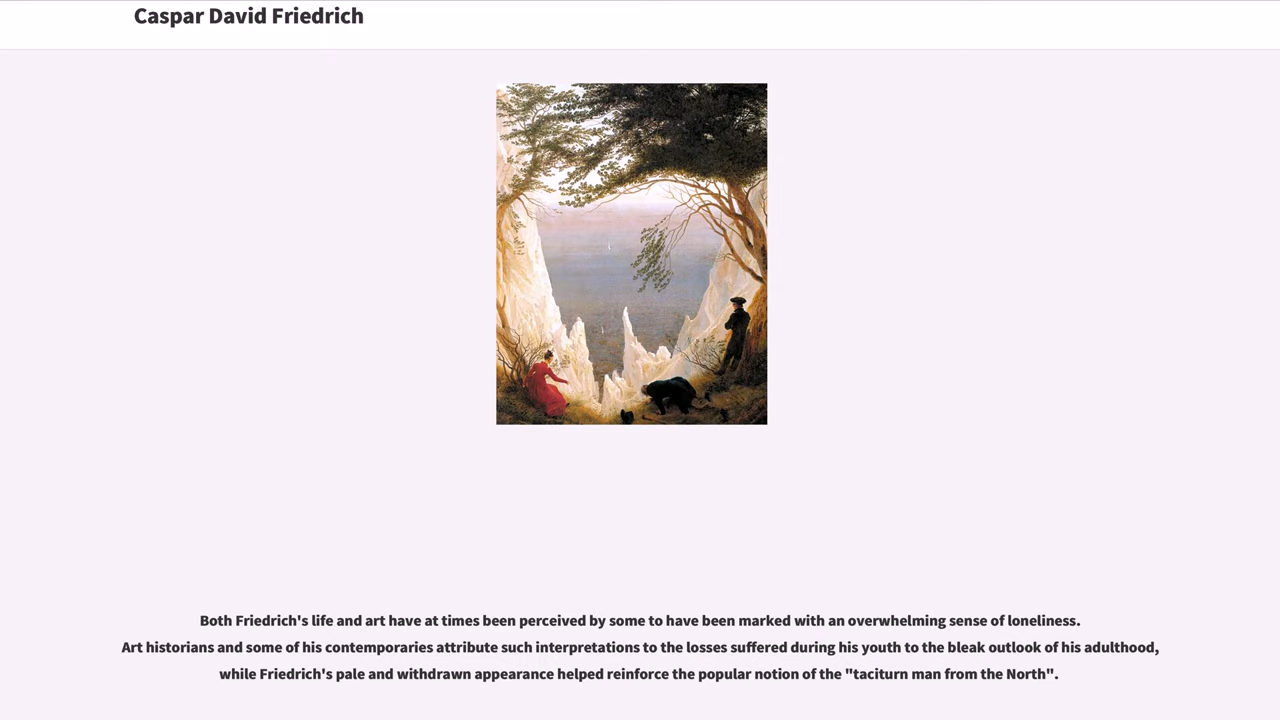 Caspar David Friedrich
Both Friedrich's life and art have at times been perceived by some to have been marked with an overwhelming sense of loneliness.
Art historians and some of his contemporaries attribute such interpretations to the losses suffered during his youth to the bleak outlook of his adulthood,
while Friedrich's pale and withdrawn appearance helped reinforce the popular notion of the "taciturn man from the North".